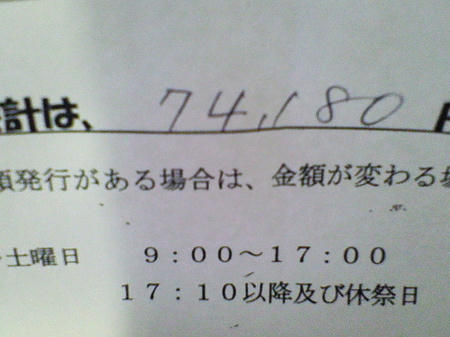 計は、 74,180
発行がある場合は、金額が変わる場
土曜日 9:00～17:00
17:10以降及び休祭日